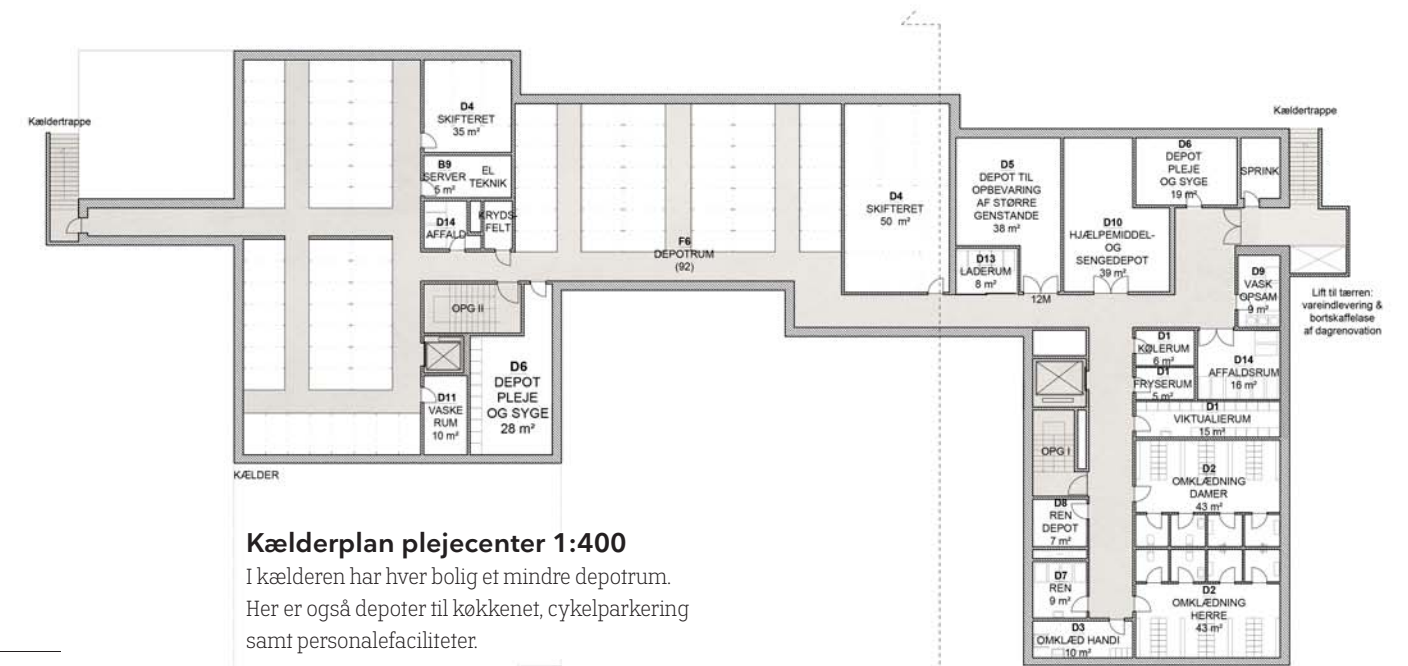 Kældertrappe
D4
SKIFTERET
35 m²
B9
SERVER
5 m²
EL
TEKNIK
D14
AFFALD
KRYDS-
FELT
OPG II
D11
VASKE
RUM
10 m²
D6
DEPOT
PLEJE
OG SYGE
28 m²
KÆLDER
F6
DEPOTRUM
(92)
D4
SKIFTERET
50 m²
D5
DEPOT TIL
OPBEVARING
AF STØRRE
GENSTANDE
38 m²
D13
LADERUM
8 m²
12M
D10
HJÆLPEMIDDEL-
OG
SENGEDEPOT
39 m²
D6
DEPOT
PLEJE
OG SYGE
19 m²
SPRINK
Kældertrappe
D9
VASK
OPSAM
9 m²
Lift til tærren:
vareindlevering &
bortskaffelase
af dagrenovation
D1
KØLERUM
6 m²
D1
FRYSERUM
5 m²
D14
AFFALDSRUM
16 m²
D1
VIKTUALIERUM
15 m²
OPG I
D2
OMKLÆDNING
DAMER
43 m²
D8
REN
DEPOT
7 m²
D7
REN
9 m²
D2
OMKLÆDNING
HERRE
43 m²
D3
OMKLÆD HANDI
10 m²
Kælderplan plejecenter 1:400
I kælderen har hver bolig et mindre depotrum.
Her er også depoter til køkkenet, cykelparkering
samt personalefaciliteter.